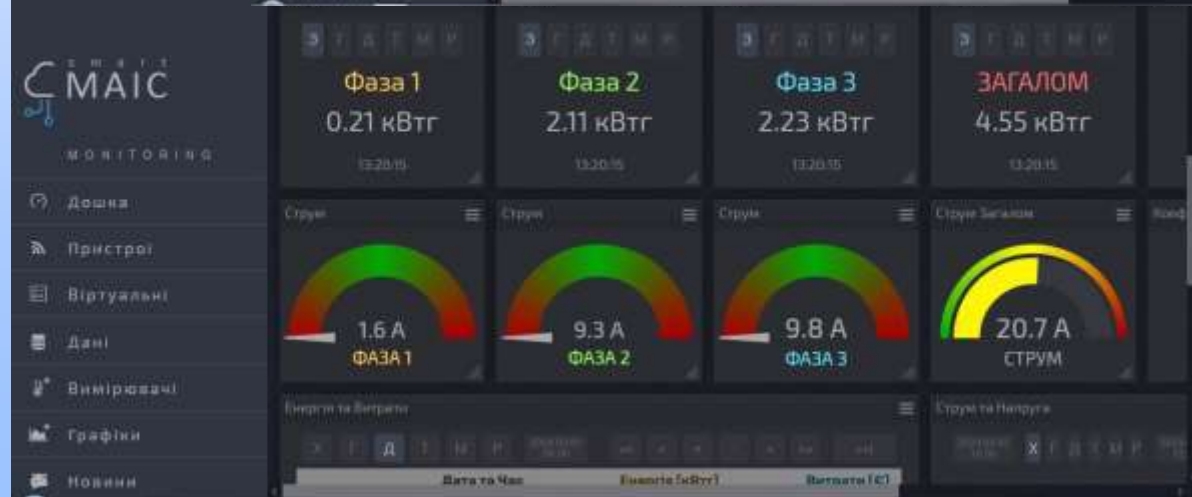 smart
MAIC
MONITORING
Дошка
Пристрої
Віртуальні
Дані
Вимірювачі
Графіки
Новини
З Г Д Т М Р
Фаза 1
0.21 кВтг
13:20:15
З Г Д Т М Р
Фаза 2
2.11 кВтг
13:20:15
З Г Д Т М Р
Фаза 3
2.23 кВтг
13:20:15
З Г Д Т М Р
ЗАГАЛОМ
4.55 кВтг
13:20:15
Струм
1.6 A
ФАЗА 1
Струм
9.3 A
ФАЗА 2
Струм
9.8 A
ФАЗА 3
Струм Загалом
20.7 A
СТРУМ
Енергія та Витрати
Х Г Д Т М Р
Дата та Час Енергія [кВтг] Витрати [€]
Струм та Напруга
Х Г Д Т М Р